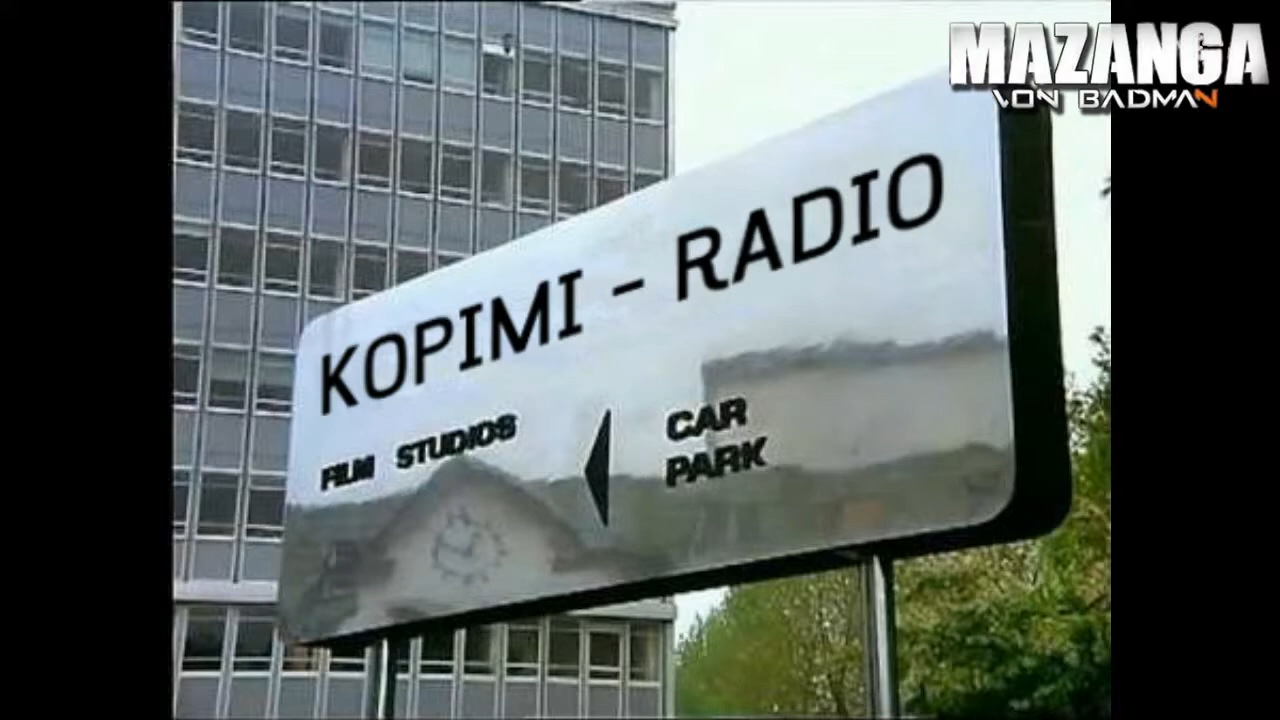 MAZANGA
VON BADMAN
KOPIMI - RADIO
FILM STUDIOS
CAR
PARK